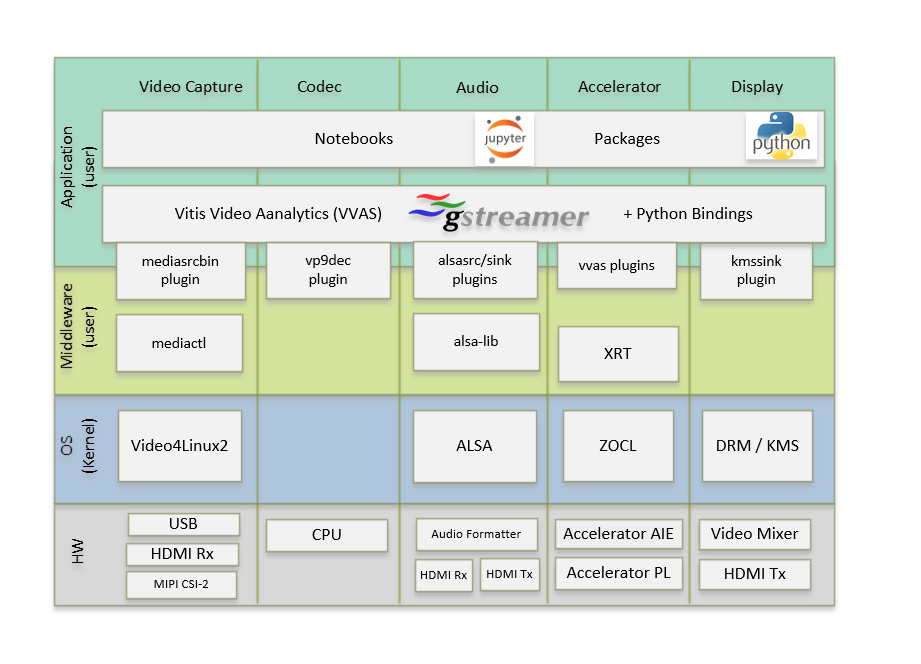 Video Capture
Codec
Audio
Accelerator
Display
Application
(user)
Notebooks
jupyter
Packages
python
Vitis Video Aanalytics (VVAS)
gstreamer
+ Python Bindings
mediasrcbin
plugin
vp9dec
plugin
alsasrc/sink
plugins
vvas plugins
kmssink
plugin
Middleware
(user)
mediactl
alsa-lib
XRT
OS
(Kernel)
Video4Linux2
ALSA
ZOCL
DRM / KMS
HW
USB
HDMI Rx
MIPI CSI-2
CPU
Audio Formatter
HDMI Rx
HDMI Tx
Accelerator AIE
Accelerator PL
Video Mixer
HDMI Tx